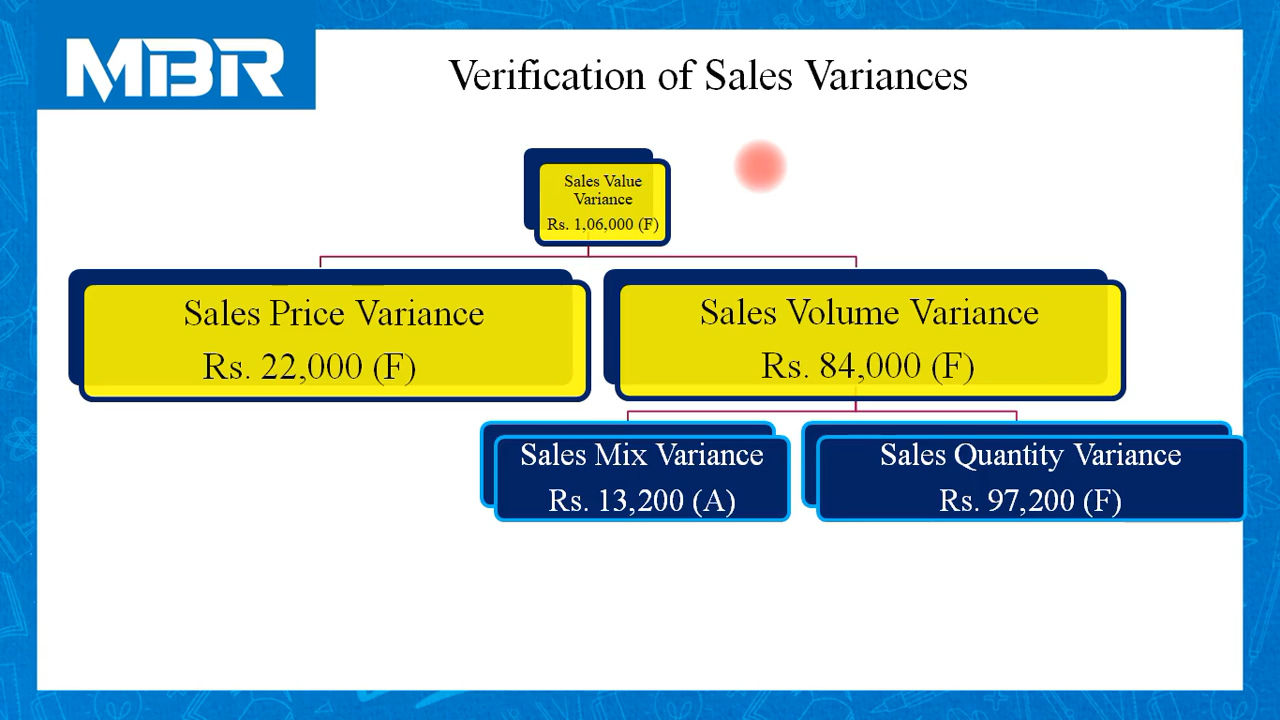 MBR
Verification of Sales Variances
Sales Value
Variance
Rs. 1,06,000 (F)
Sales Price Variance
Rs. 22,000 (F)
Sales Volume Variance
Rs. 84,000 (F)
Sales Mix Variance
Rs. 13,200 (A)
Sales Quantity Variance
Rs. 97,200 (F)